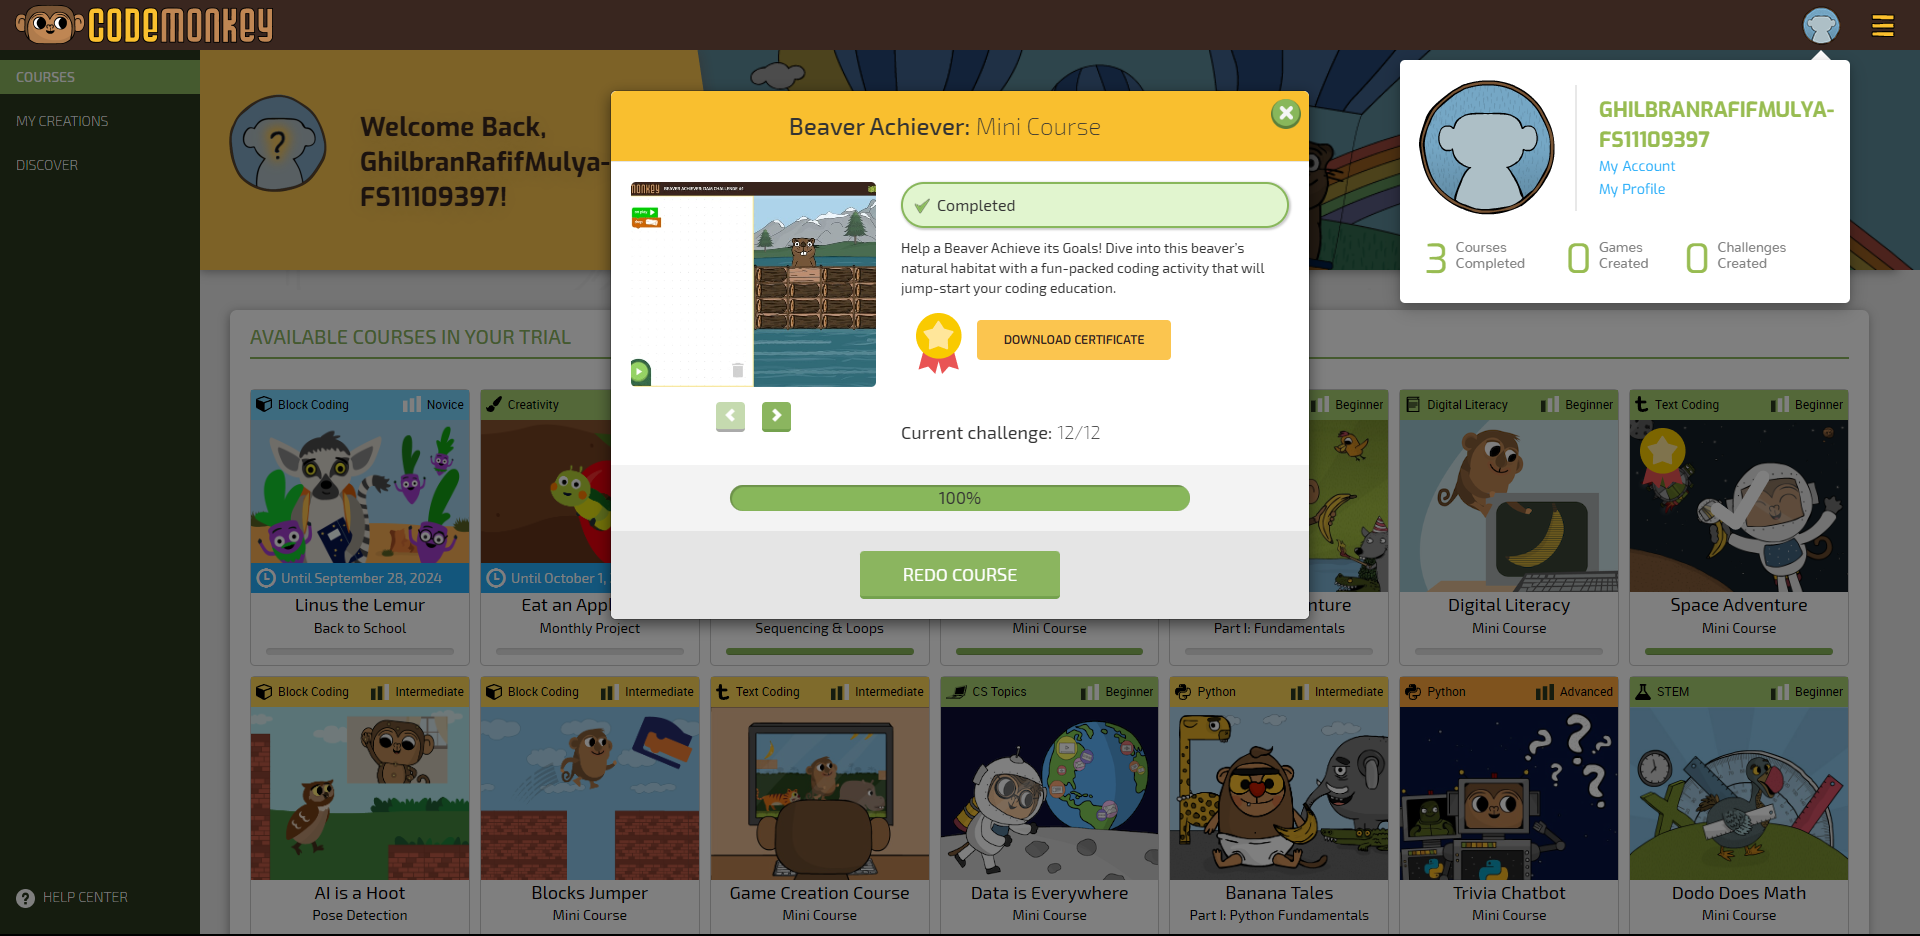 CODEMONKEY
COURSES
MY CREATIONS
DISCOVER
HELP CENTER
Welcome Back,
GhilbranRafifMulya-
FS11109397!
GHILBRANRAFIFMULYA-
FS11109397
My Account
My Profile
3 Courses Completed
0 Games Created
0 Challenges Created
Beaver Achiever: Mini Course
Completed
Help a Beaver Achieve its Goals! Dive into this beaver's
natural habitat with a fun-packed coding activity that will
jump-start your coding education.
DOWNLOAD CERTIFICATE
Current challenge: 12/12
100%
REDO COURSE
AVAILABLE COURSES IN YOUR TRIAL
Block Coding Novice
Until September 28, 2024
Linus the Lemur
Back to School
Creativity
Until October 1,
Eat an Appl
Monthly Project
Sequencing & Loops
Mini Course
Beginner
nture
Part I: Fundamentals
Digital Literacy Beginner
Digital Literacy
Mini Course
Text Coding Beginner
Space Adventure
Mini Course
Block Coding Intermediate
AI is a Hoot
Pose Detection
Block Coding Intermediate
Blocks Jumper
Mini Course
Text Coding Intermediate
Game Creation Course
Mini Course
CS Topics Beginner
Data is Everywhere
Mini Course
Python Intermediate
Banana Tales
Part I: Python Fundamentals
Python Advanced
Trivia Chatbot
Mini Course
STEM Beginner
Dodo Does Math
Mini Course